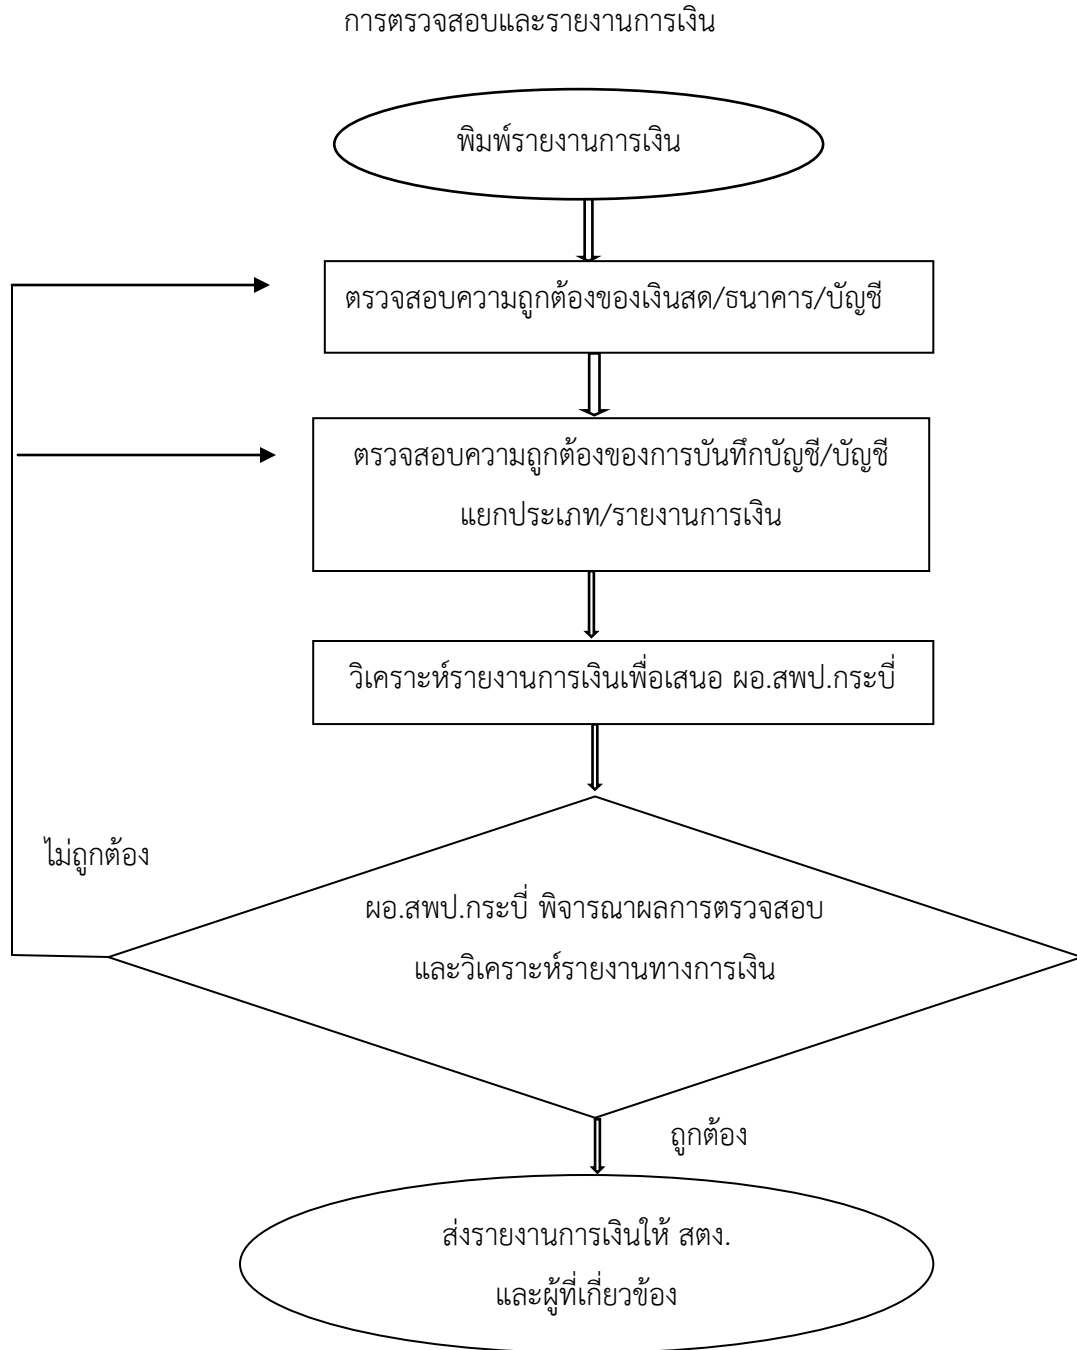 การตรวจสอบและรายงานการเงิน
พิมพ์รายงานการเงิน
ตรวจสอบความถูกต้องของเงินสด/ธนาคาร/บัญชี
ตรวจสอบความถูกต้องของการบันทึกบัญชี/บัญชี
แยกประเภท/รายงานการเงิน
วิเคราะห์รายงานการเงินเพื่อเสนอ ผอ.สพป.กระบี่
ไม่ถูกต้อง
ผอ.สพป.กระบี่ พิจารณาผลการตรวจสอบ
และวิเคราะห์รายงานทางการเงิน
ถูกต้อง
ส่งรายงานการเงินให้ สตง.
และผู้ที่เกี่ยวข้อง